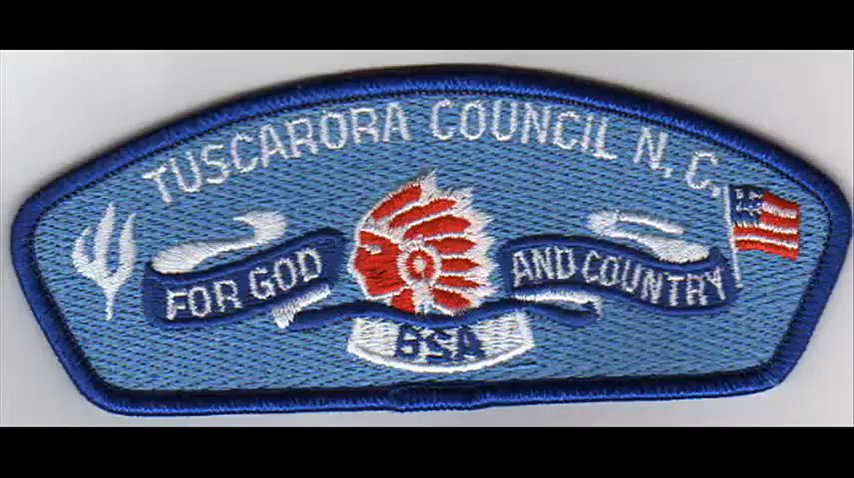 TUSCARORA COUNCIL N. C.
FOR GOD
AND COUNTRY
BSA